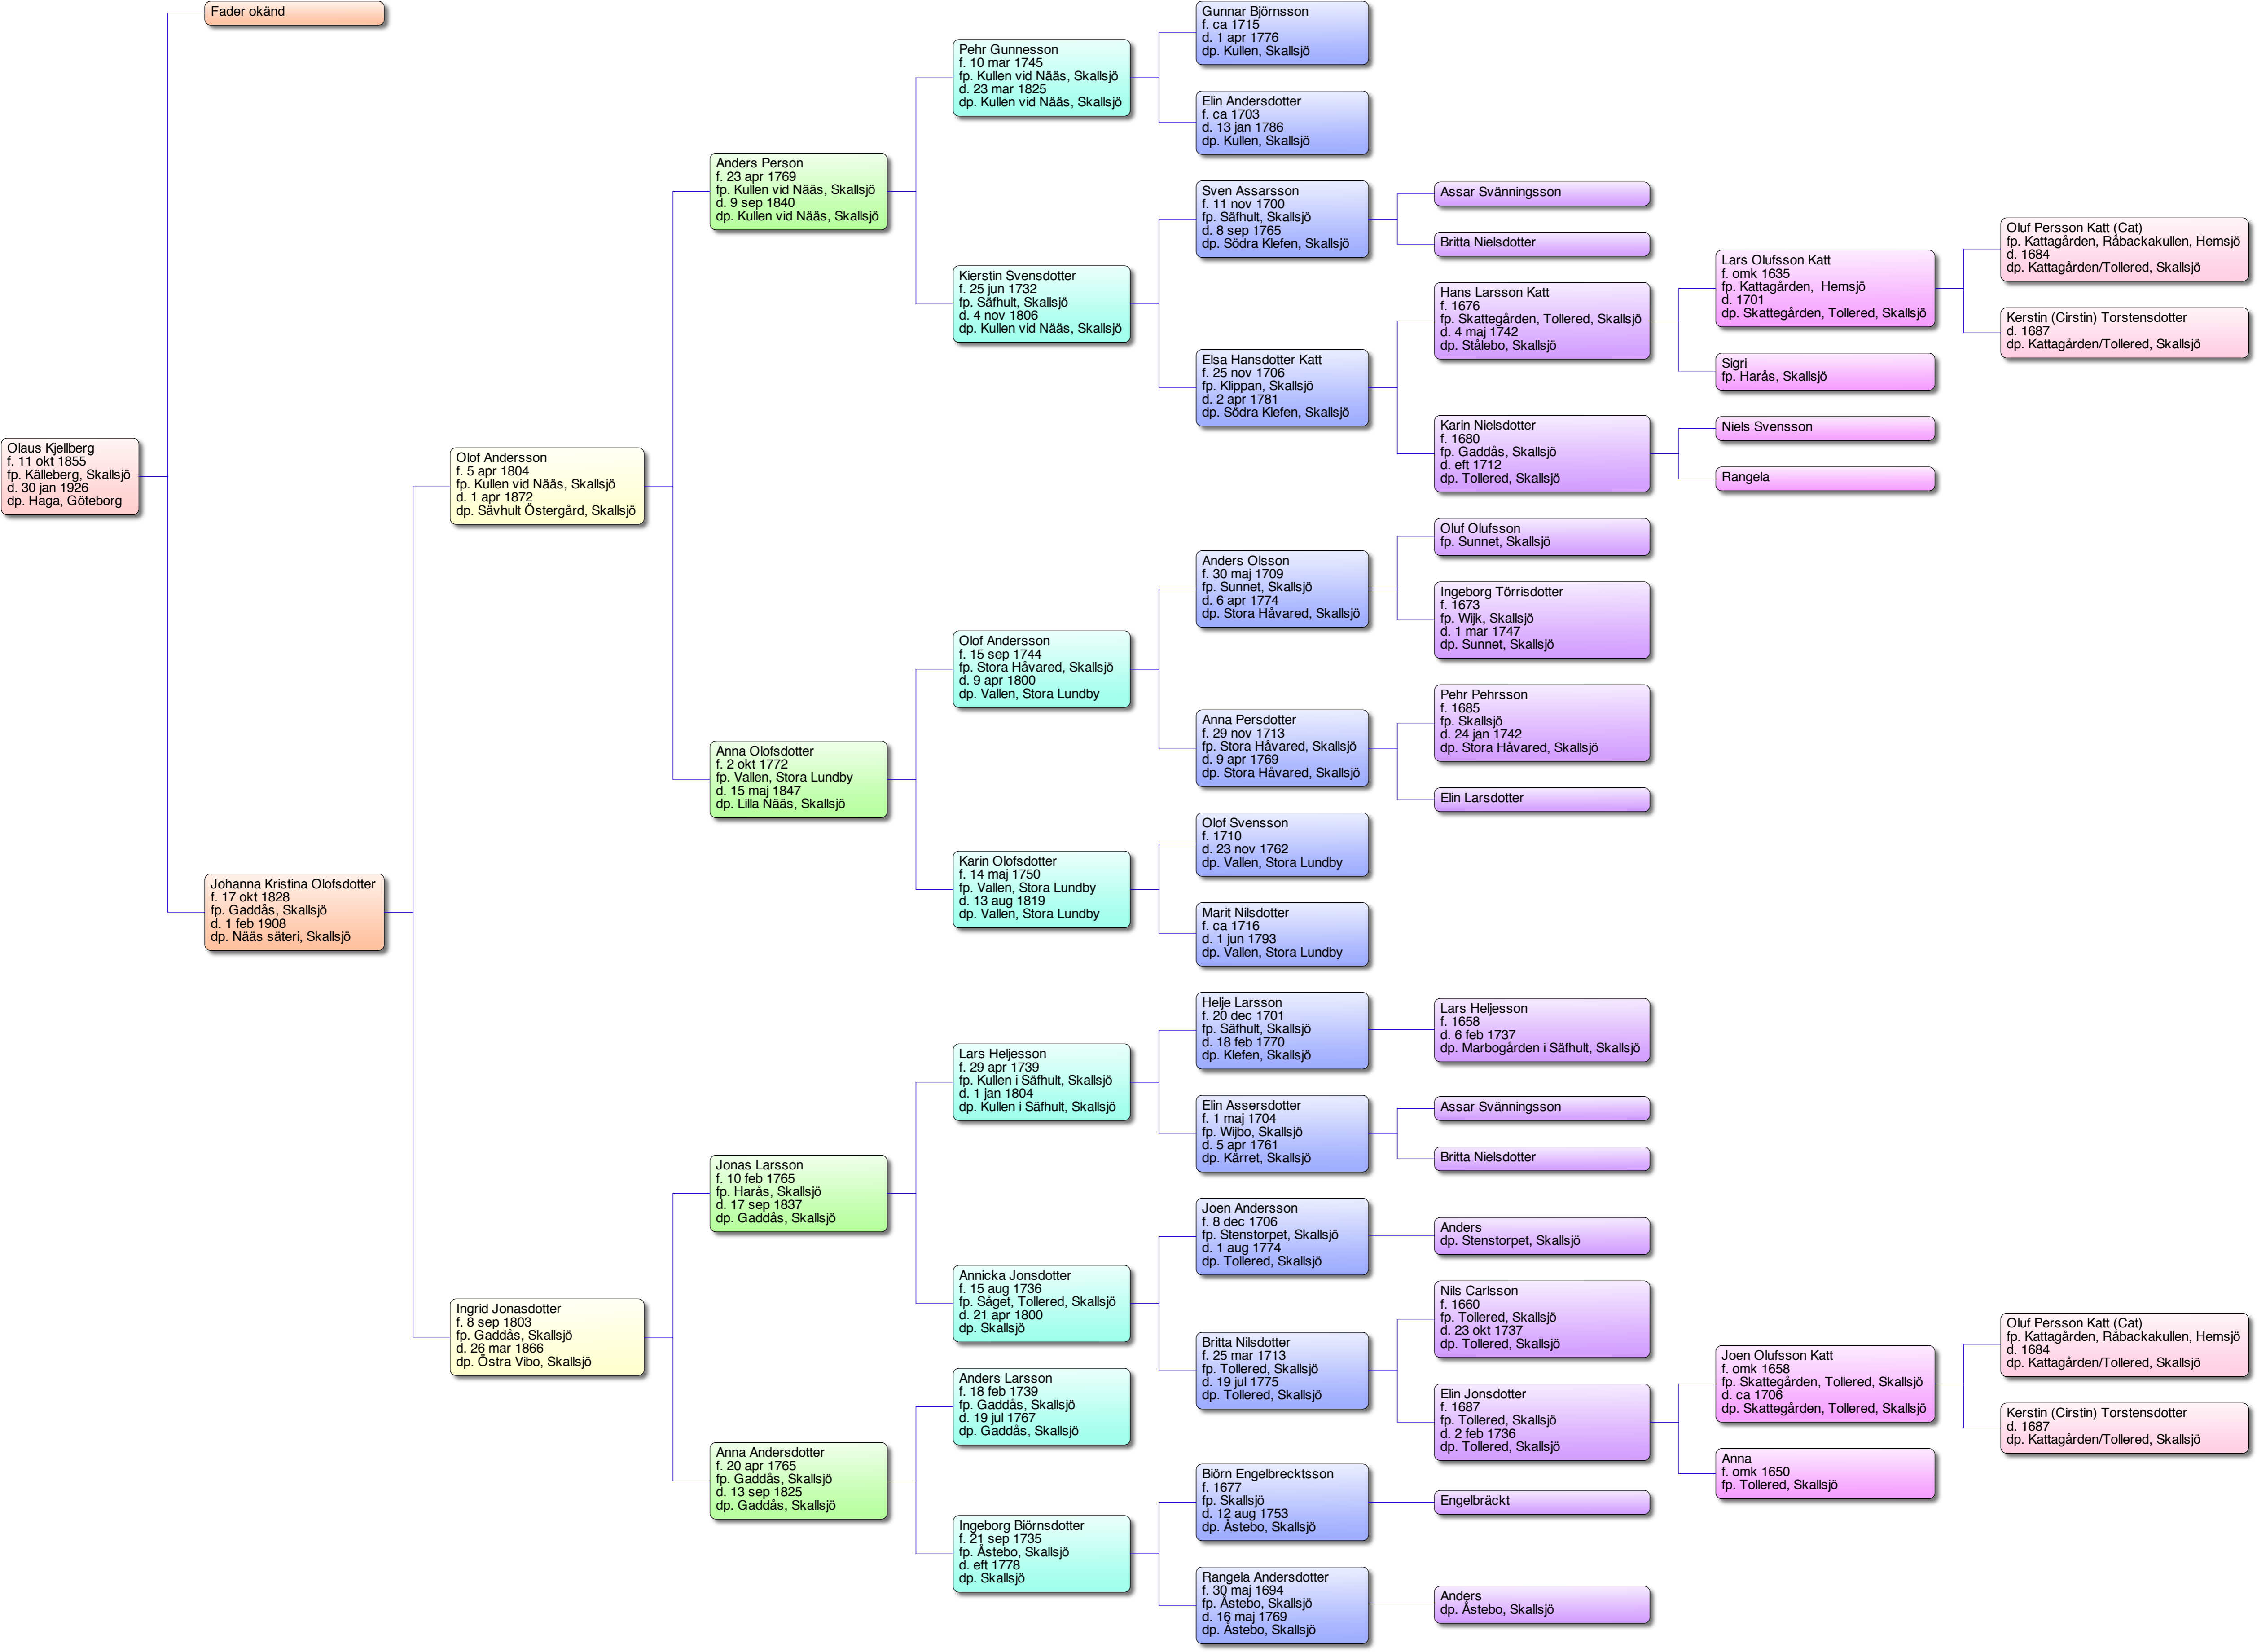 Olaus Kjellberg
f. 11 okt 1855
fp. Källeberg, Skallsjö
d. 30 jan 1926
dp. Haga, Göteborg
Fader okänd
Johanna Kristina Olofsdotter
f. 17 okt 1828
fp. Gaddås, Skallsjö
d. 1 feb 1908
dp. Nääs säteri, Skallsjö
Olof Andersson
f. 5 apr 1804
fp. Kullen vid Nääs, Skallsjö
d. 1 apr 1872
dp. Sävhult Östergård, Skallsjö
Ingrid Jonasdotter
f. 8 sep 1803
fp. Gaddås, Skallsjö
d. 26 mar 1866
dp. Östra Vibo, Skallsjö
Anders Person
f. 23 apr 1769
fp. Kullen vid Nääs, Skallsjö
d. 9 sep 1840
dp. Kullen vid Nääs, Skallsjö
Anna Olofsdotter
f. 2 okt 1772
fp. Vallen, Stora Lundby
d. 15 maj 1847
dp. Lilla Nääs, Skallsjö
Jonas Larsson
f. 10 feb 1765
fp. Harås, Skallsjö
d. 17 sep 1837
dp. Gaddås, Skallsjö
Anna Andersdotter
f. 20 apr 1765
fp. Gaddås, Skallsjö
d. 13 sep 1825
dp. Gaddås, Skallsjö
Pehr Gunnesson
f. 10 mar 1745
fp. Kullen vid Nääs, Skallsjö
d. 23 mar 1825
dp. Kullen vid Nääs, Skallsjö
Kierstin Svensdotter
f. 25 jun 1732
fp. Säfhult, Skallsjö
d. 4 nov 1806
dp. Kullen vid Nääs, Skallsjö
Olof Andersson
f. 15 sep 1744
fp. Stora Håvared, Skallsjö
d. 9 apr 1800
dp. Vallen, Stora Lundby
Karin Olofsdotter
f. 14 maj 1750
fp. Vallen, Stora Lundby
d. 13 aug 1819
dp. Vallen, Stora Lundby
Lars Heljesson
f. 29 apr 1739
fp. Kullen i Säfhult, Skallsjö
d. 1 jan 1804
dp. Kullen i Säfhult, Skallsjö
Annicka Jonsdotter
f. 15 aug 1736
fp. Såget, Tollered, Skallsjö
d. 21 apr 1800
dp. Skallsjö
Anders Larsson
f. 18 feb 1739
fp. Gaddås, Skallsjö
d. 19 jul 1767
dp. Gaddås, Skallsjö
Ingeborg Biörnsdotter
f. 21 sep 1735
fp. Åstebo, Skallsjö
d. eft 1778
dp. Skallsjö
Gunnar Björnsson
f. ca 1715
d. 1 apr 1776
dp. Kullen, Skallsjö
Elin Andersdotter
f. ca 1703
d. 13 jan 1786
dp. Kullen, Skallsjö
Sven Assarsson
f. 11 nov 1700
fp. Säfhult, Skallsjö
d. 8 sep 1765
dp. Södra Klefen, Skallsjö
Elsa Hansdotter Katt
f. 25 nov 1706
fp. Klippan, Skallsjö
d. 2 apr 1781
dp. Södra Klefen, Skallsjö
Anders Olsson
f. 30 maj 1709
fp. Sunnet, Skallsjö
d. 6 apr 1774
dp. Stora Håvared, Skallsjö
Anna Persdotter
f. 29 nov 1713
fp. Stora Håvared, Skallsjö
d. 9 apr 1769
dp. Stora Håvared, Skallsjö
Olof Svensson
f. 1710
d. 23 nov 1762
dp. Vallen, Stora Lundby
Marit Nilsdotter
f. ca 1716
d. 1 jun 1793
dp. Vallen, Stora Lundby
Helje Larsson
f. 20 dec 1701
fp. Säfhult, Skallsjö
d. 18 feb 1770
dp. Klefen, Skallsjö
Elin Assersdotter
f. 1 maj 1704
fp. Wijbo, Skallsjö
d. 5 apr 1761
dp. Kärret, Skallsjö
Joen Andersson
f. 8 dec 1706
fp. Stenstorpet, Skallsjö
d. 1 aug 1774
dp. Tollered, Skallsjö
Britta Nilsdotter
f. 25 mar 1713
fp. Tollered, Skallsjö
d. 19 jul 1775
dp. Tollered, Skallsjö
Biörn Engelbrecktsson
f. 1677
fp. Skallsjö
d. 12 aug 1753
dp. Åstebo, Skallsjö
Rangela Andersdotter
f. 30 maj 1694
fp. Åstebo, Skallsjö
d. 16 maj 1769
dp. Åstebo, Skallsjö
Assar Svänningsson
Britta Nielsdotter
Hans Larsson Katt
f. 1676
fp. Skattegården, Tollered, Skallsjö
d. 4 maj 1742
dp. Stålebo, Skallsjö
Karin Nielsdotter
f. 1680
fp. Gaddås, Skallsjö
d. eft 1712
dp. Tollered, Skallsjö
Oluf Olufsson
fp. Sunnet, Skallsjö
Ingeborg Törrisdotter
f. 1673
fp. Wijk, Skallsjö
d. 1 mar 1747
dp. Sunnet, Skallsjö
Pehr Pehrsson
f. 1685
fp. Skallsjö
d. 24 jan 1742
dp. Stora Håvared, Skallsjö
Elin Larsdotter
Lars Heljesson
f. 1658
d. 6 feb 1737
dp. Marbogården i Säfhult, Skallsjö
Assar Svänningsson
Britta Nielsdotter
Anders
dp. Stenstorpet, Skallsjö
Nils Carlsson
f. 1660
fp. Tollered, Skallsjö
d. 23 okt 1737
dp. Tollered, Skallsjö
Elin Jonsdotter
f. 1687
fp. Tollered, Skallsjö
d. 2 feb 1736
dp. Tollered, Skallsjö
Engelbräckt
Anders
dp. Åstebo, Skallsjö
Lars Olufsson Katt
f. omk 1635
fp. Kattagården, Hemsjö
d. 1701
dp. Skattegården, Tollered, Skallsjö
Sigri
fp. Harås, Skallsjö
Niels Svensson
Rangela
Joen Olufsson Katt
f. omk 1658
fp. Skattegården, Tollered, Skallsjö
d. ca 1706
dp. Skattegården, Tollered, Skallsjö
Anna
f. omk 1650
fp. Tollered, Skallsjö
Oluf Persson Katt (Cat)
fp. Kattagården, Råbackakullen, Hemsjö
d. 1684
dp. Kattagården/Tollered, Skallsjö
Kerstin (Cirstin) Torstensdotter
d. 1687
dp. Kattagården/Tollered, Skallsjö
Oluf Persson Katt (Cat)
fp. Kattagården, Råbackakullen, Hemsjö
d. 1684
dp. Kattagården/Tollered, Skallsjö
Kerstin (Cirstin) Torstensdotter
d. 1687
dp. Kattagården/Tollered, Skallsjö